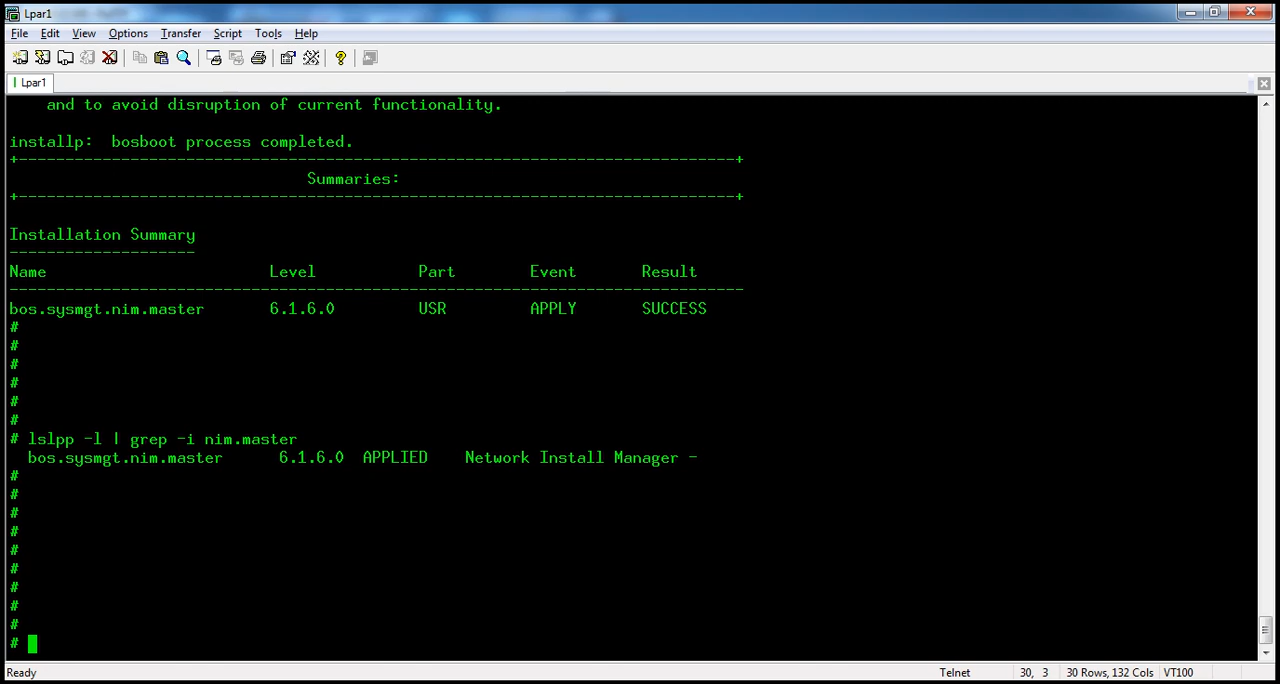 Lpar1
File Edit View Options Transfer Script Tools Help
Lpar1
and to avoid disruption of current functionality.
installp:  bosboot process completed.
+------------------------------------------------------------------------------+
Summaries:
+------------------------------------------------------------------------------+
Installation Summary
--------------------
Name Level Part Event Result
-------------------------------------------------------------------------------
bos.sysmgt.nim.master 6.1.6.0 USR APPLY SUCCESS
#
#
#
#
#
#
# lslpp -l | grep -i nim.master
bos.sysmgt.nim.master 6.1.6.0 APPLIED Network Install Manager -
#
#
#
#
#
#
#
#
#
#
Ready Telnet 30, 3 30 Rows, 132 Cols VT100